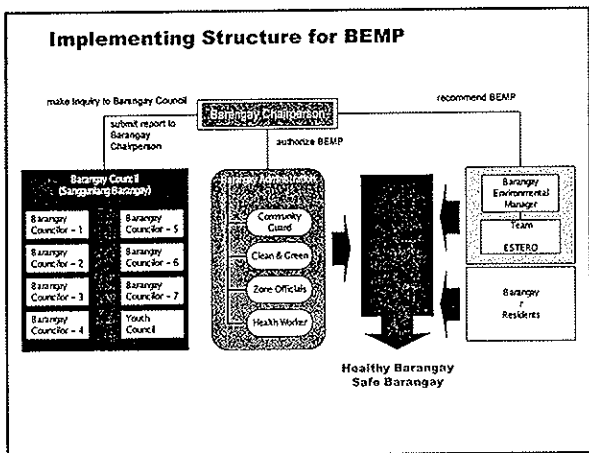 Implementing Structure for BEMP
make Inquiry to Barangay Council
Barangay Chairperson
recommend BEMP
submit report to
Barangay
Chairperson
authorize BEMP
Barangay Council
(Sangguniang Barangay)
Barangay
Councilor - 1
Barangay
Councilor - 5
Barangay
Councilor - 2
Barangay
Councilor - 6
Barangay
Councilor - 3
Barangay
Councilor - 7
Barangay
Councilor - 4
Youth
Council
Barangay Administration
Community
Guard
Clean & Green
Zone Officials
Health Worker
Barangay
Environmental
Manager
Team
ESTERO
Barangay
r
Residents
Healthy Barangay
Safe Barangay